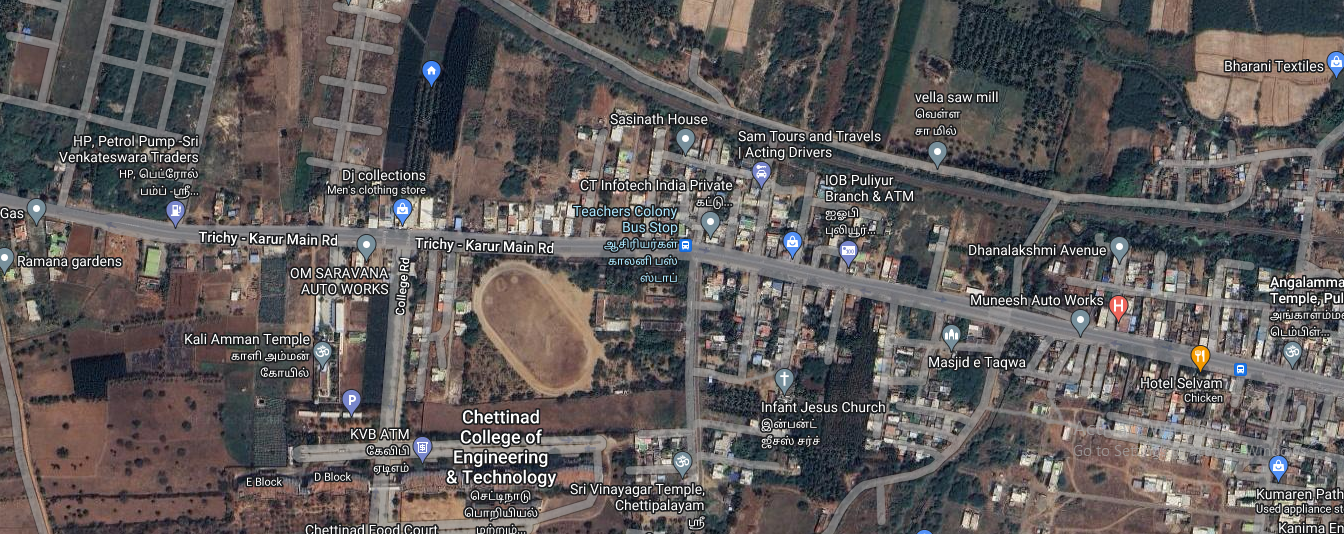 Bharani Textiles
vella saw mill
வெள்ள
சா மில்
Sasinath House
Sam Tours and Travels
| Acting Drivers
HP, Petrol Pump -Sri
Venkateswara Traders
HP, பெட்ரோல்
பம்ப் -ஸ்ரீ...
Dj collections
Men's clothing store
CT Infotech India Private
கட்டு...
IOB Puliyur
Branch & ATM
ஐஓபி
புலியூர்...
Gas
Teachers Colony
Bus Stop
ஆசிரியர்கள்
காலனி பஸ்
ஸ்டாப்
Trichy - Karur Main Rd
Trichy - Karur Main Rd
Ramana gardens
Dhanalakshmi Avenue
OM SARAVANA
AUTO WORKS
College Rd
Muneesh Auto Works
H
Angalamma
Temple, Pul
அங்காளம்ம
டெம்பிள்...
Kali Amman Temple
காளி அம்மன்
கோயில்
Masjid e Taqwa
Hotel Selvam
Chicken
P
Infant Jesus Church
இன்பன்ட்
ஜீசஸ் சர்ச்
Chettinad
College of
Engineering
& Technology
செட்டிநாடு
பொறியியல்
மற்றும்...
KVB ATM
கேவிபி
ஏடிஎம்
E Block
D Block
Sri Vinayagar Temple,
Chettipalayam
ஸ்ரீ
Chettinad Food Court
Kumaren Path
Used appliance st
Kanima En